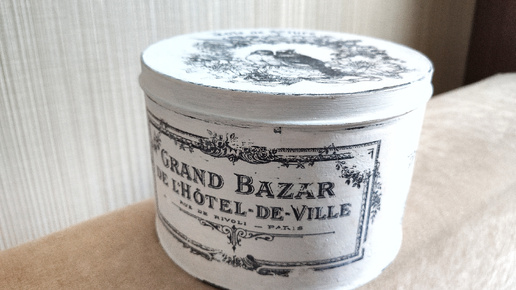 GRAND BAZAR
DE L'HÔTEL-DE-VILLE
RUE DE RIVOLI — PARIS